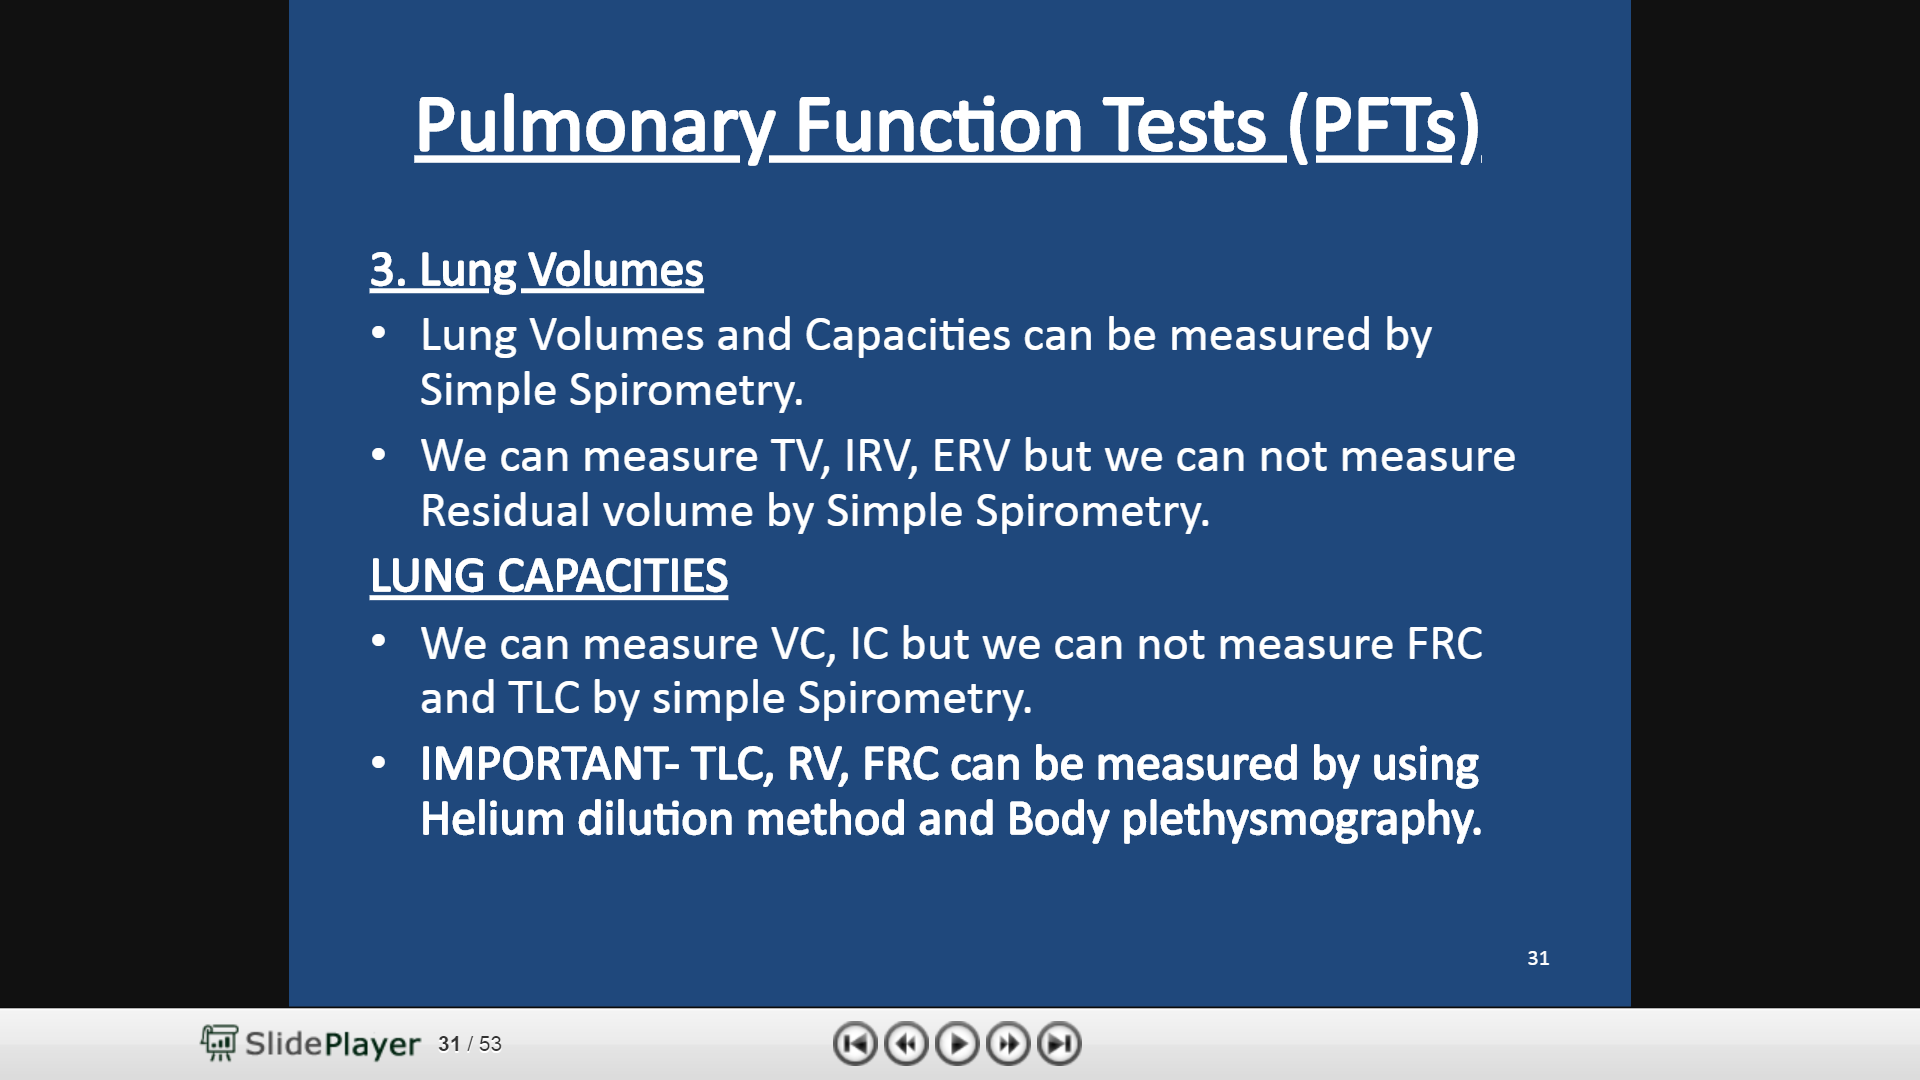 Pulmonary Function Tests (PFTs)
3. Lung Volumes
• Lung Volumes and Capacities can be measured by
Simple Spirometry.
• We can measure TV, IRV, ERV but we can not measure
Residual volume by Simple Spirometry.
LUNG CAPACITIES
• We can measure VC, IC but we can not measure FRC
and TLC by simple Spirometry.
• IMPORTANT- TLC, RV, FRC can be measured by using
Helium dilution method and Body plethysmography.
31
SlidePlayer 31 / 53